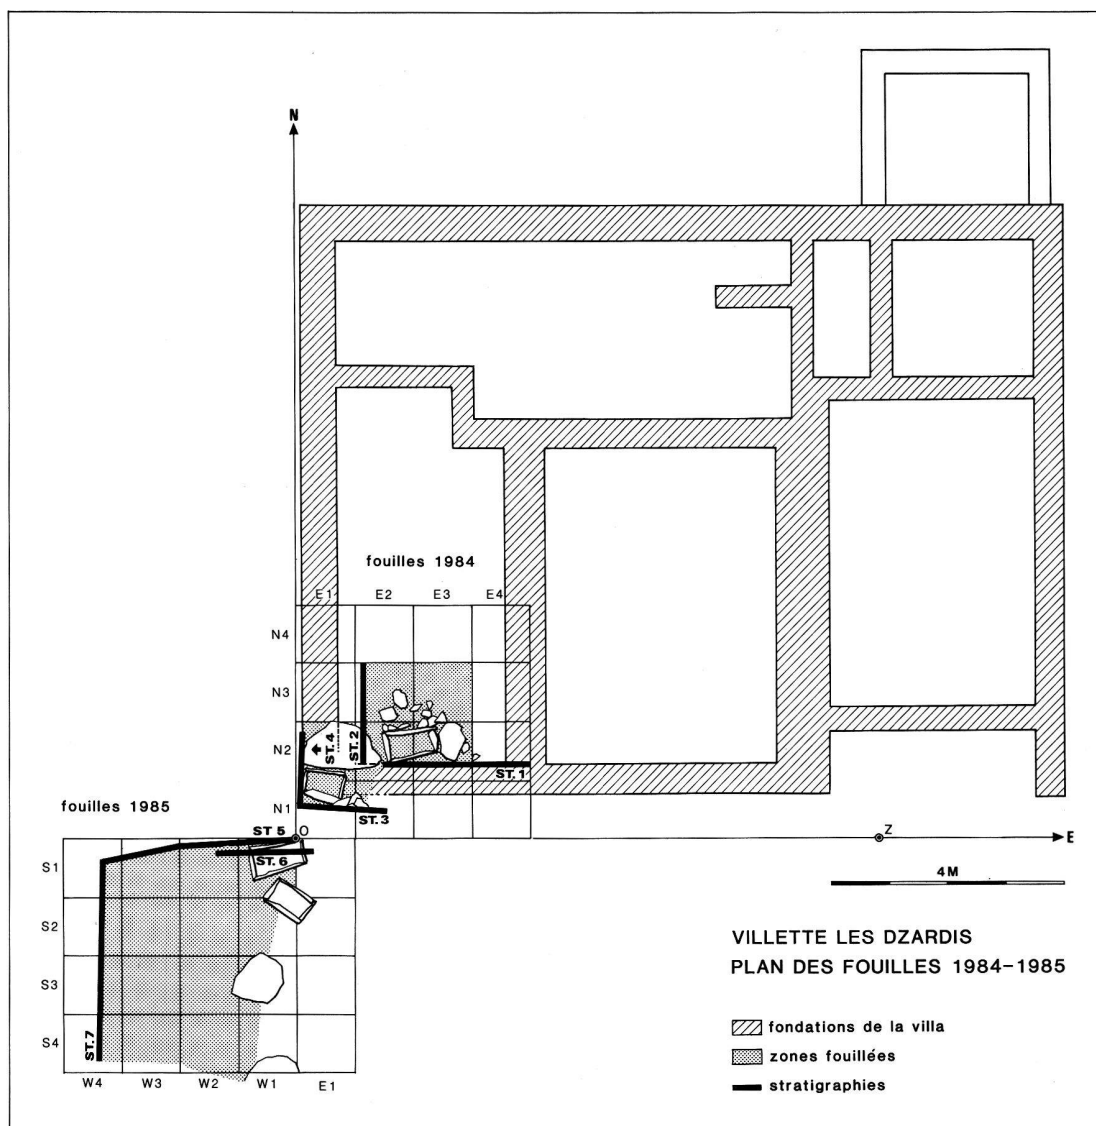 N
fouilles 1984
E1 E2 E3 E4
N4
N3
N2
N1
ST.4
ST.2
ST.1
ST.3
fouilles 1985
ST 5
O
ST.6
Z
E
S1
S2
S3
S4
ST.7
W4 W3 W2 W1 E1
4M
VILLETTE LES DZARDIS
PLAN DES FOUILLES 1984-1985
fondations de la villa
zones fouillées
stratigraphies